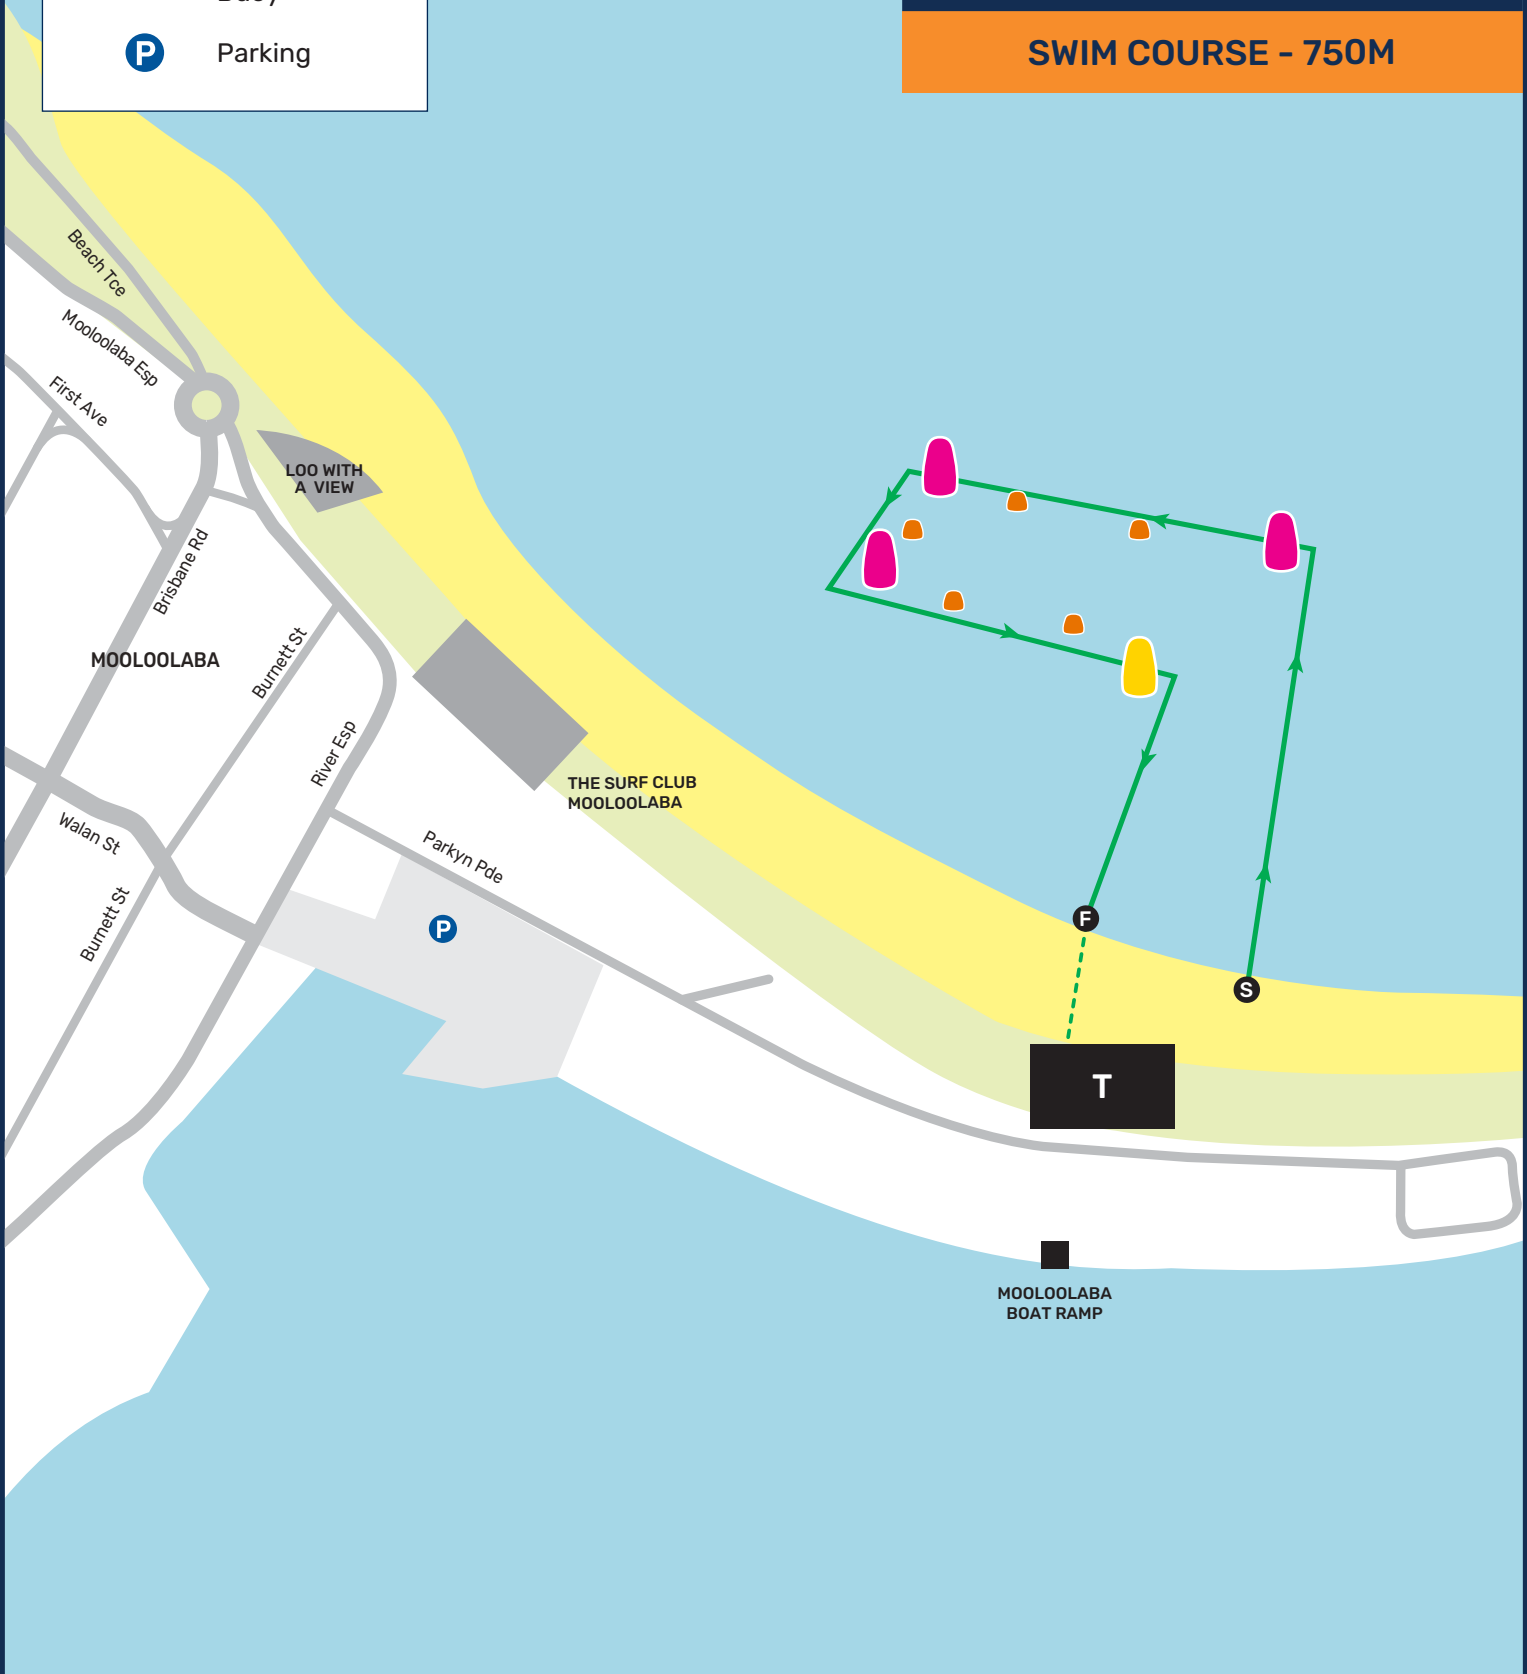 P Parking
SWIM COURSE - 750M
Beach Tce
Mooloolaba Esp
First Ave
LOO WITH
A VIEW
Brisbane Rd
MOOLOOLABA
Burnett St
River Esp
THE SURF CLUB
MOOLOOLABA
Walan St
Parkyn Pde
Burnett St
P
F
S
T
MOOLOOLABA
BOAT RAMP